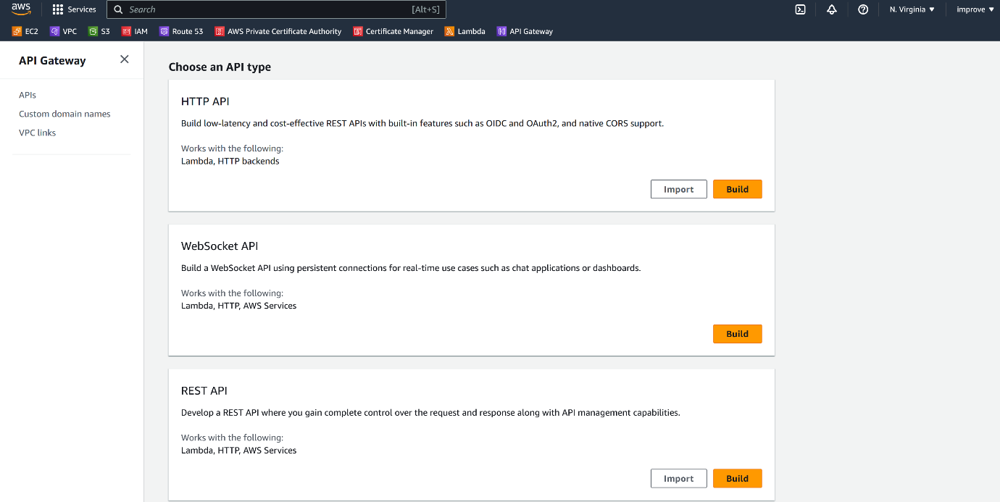 aws
Services
Search
[Alt+S]
N. Virginia
improve
EC2
VPC
S3
IAM
Route 53
AWS Private Certificate Authority
Certificate Manager
Lambda
API Gateway
API Gateway
APIs
Custom domain names
VPC links
Choose an API type
HTTP API
Build low-latency and cost-effective REST APIs with built-in features such as OIDC and OAuth2, and native CORS support.
Works with the following:
Lambda, HTTP backends
Import
Build
WebSocket API
Build a WebSocket API using persistent connections for real-time use cases such as chat applications or dashboards.
Works with the following:
Lambda, HTTP, AWS Services
Build
REST API
Develop a REST API where you gain complete control over the request and response along with API management capabilities.
Works with the following:
Lambda, HTTP, AWS Services
Import
Build